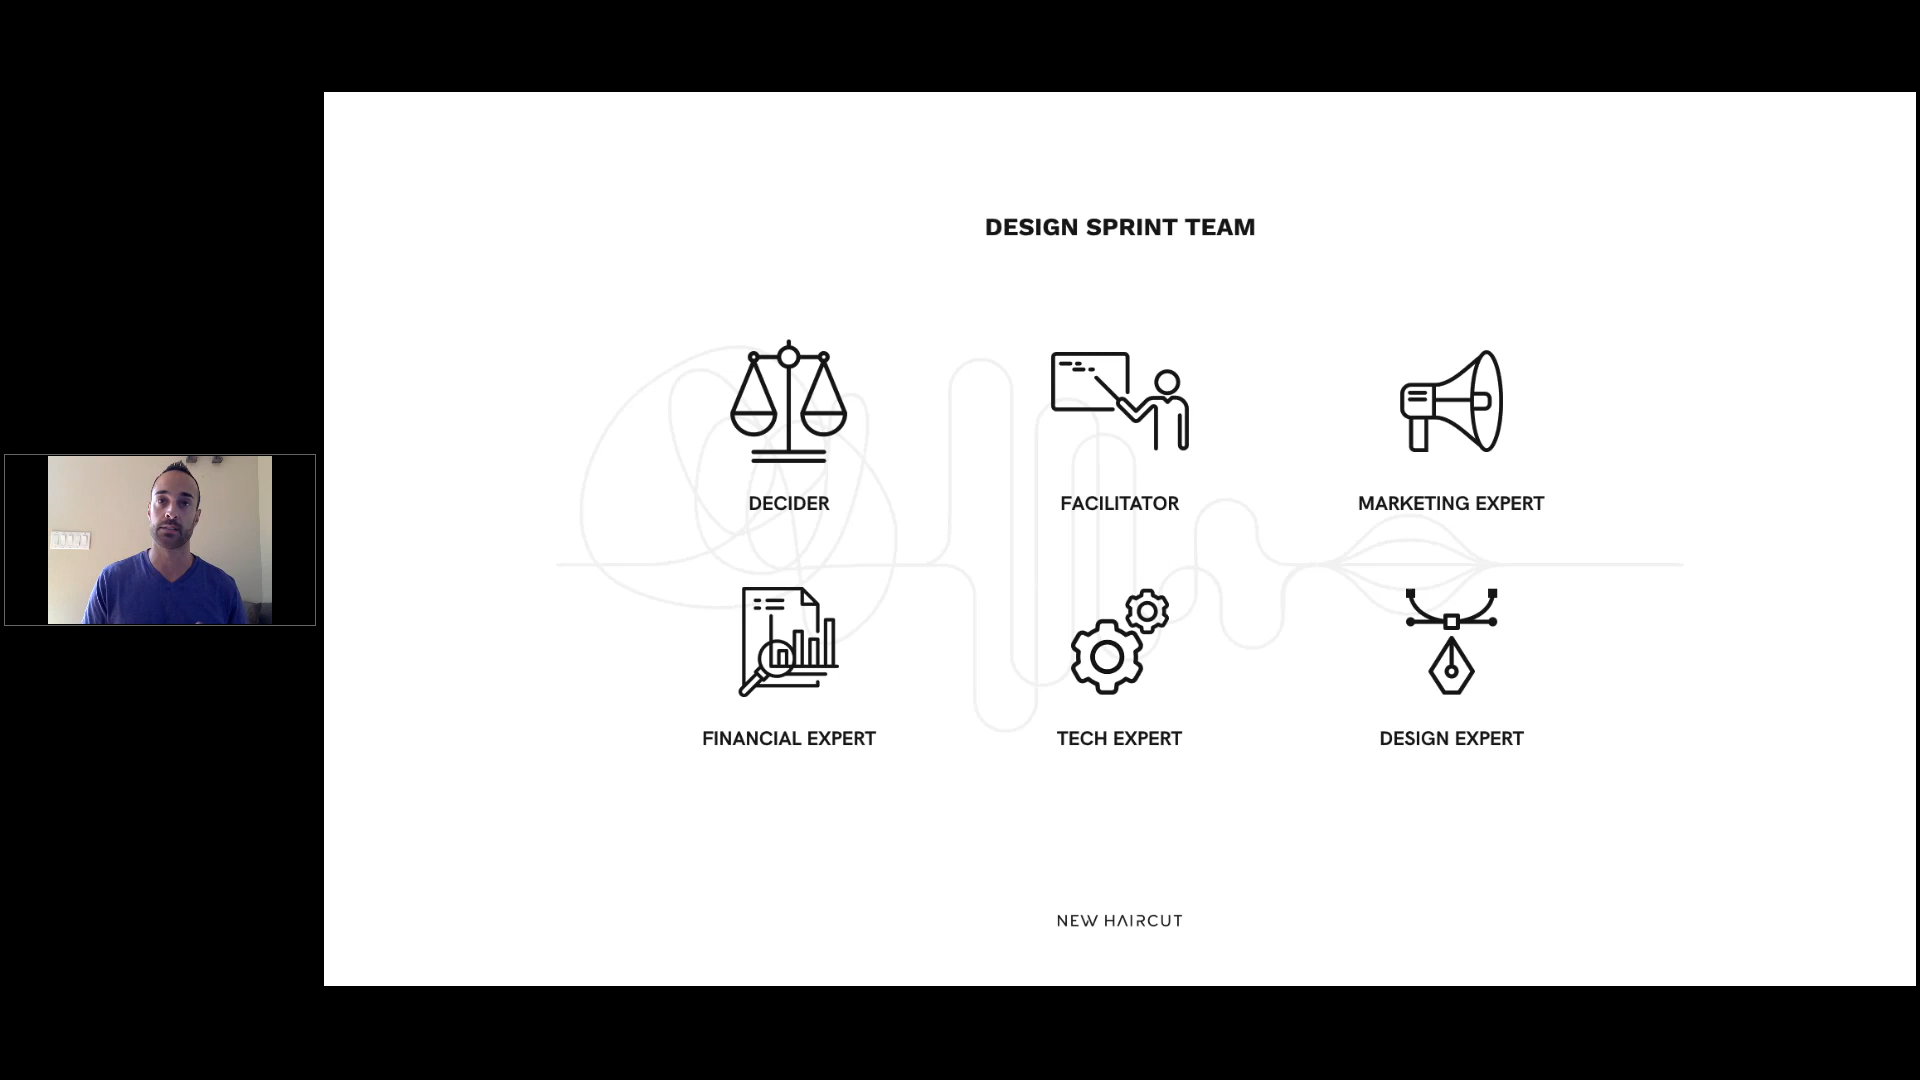 DESIGN SPRINT TEAM
DECIDER
FACILITATOR
MARKETING EXPERT
FINANCIAL EXPERT
TECH EXPERT
DESIGN EXPERT
NEW HAIRCUT